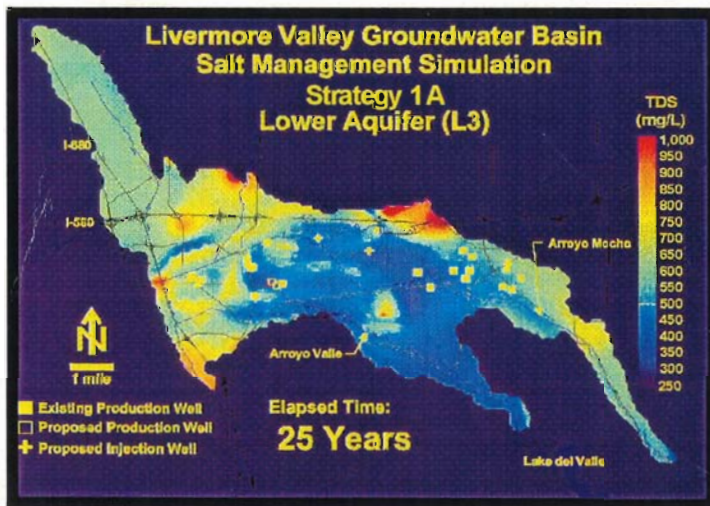 Livermore Valley Groundwater Basin
Salt Management Simulation
Strategy 1A
Lower Aquifer (L3)
TDS
(mg/L)
1,000
950
900
850
800
750
700
650
600
550
500
450
400
350
300
250
I-680
I-580
Arroyo Mocho
N
1 mile
Arroyo Valle
Existing Production Well
Proposed Production Well
Proposed Injection Well
Elapsed Time:
25 Years
Lake del Valle